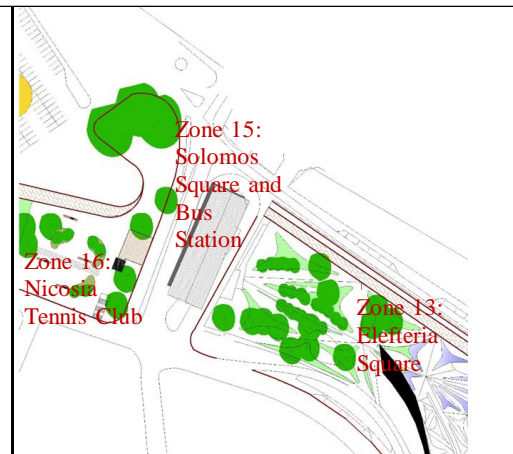 Zone 15:
Solomos
Square and
Bus
Station
Zone 16:
Nicosia
Tennis Club
Zone 13:
Elefteria
Square